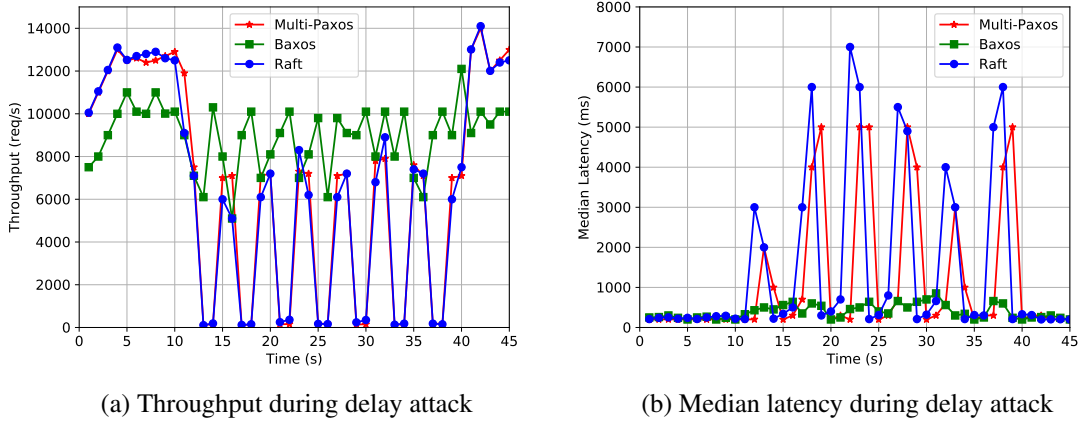 14000
12000
10000
8000
6000
4000
2000
0
0 5 10 15 20 25 30 35 40 45
Throughput (req/s)
Time (s)
Multi-Paxos
Baxos
Raft
(a) Throughput during delay attack
8000
7000
6000
5000
4000
3000
2000
1000
0
0 5 10 15 20 25 30 35 40 45
Median Latency (ms)
Time (s)
Multi-Paxos
Baxos
Raft
(b) Median latency during delay attack